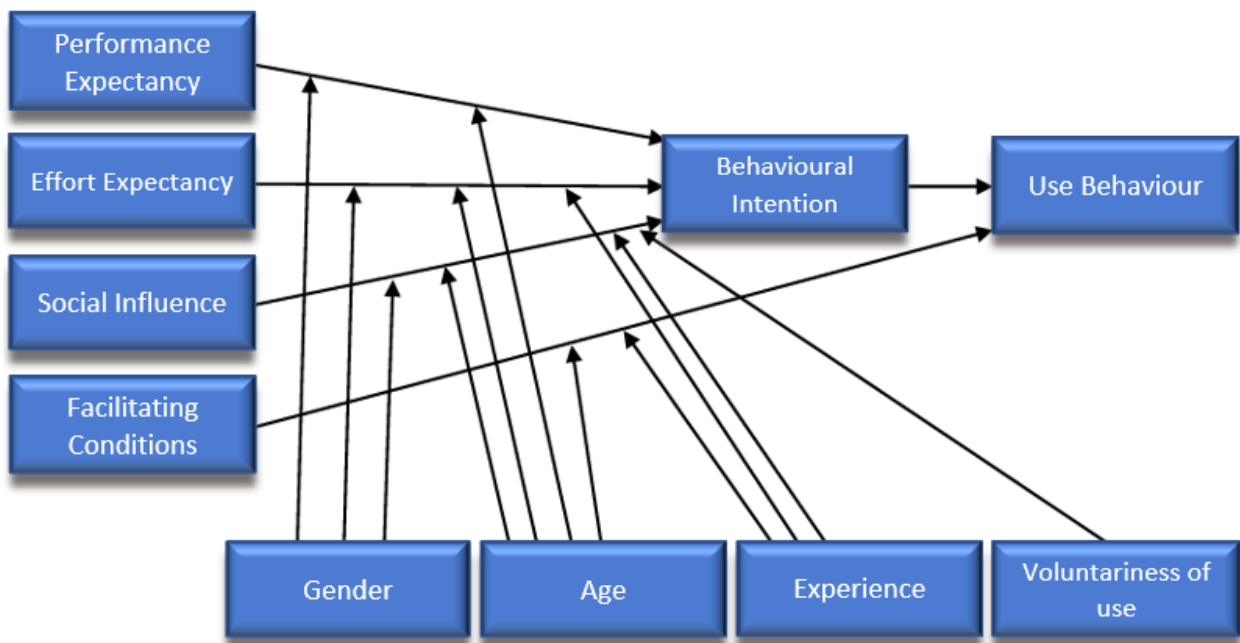 Performance
Expectancy
Effort Expectancy
Behavioural
Intention
Use Behaviour
Social Influence
Facilitating
Conditions
Gender
Age
Experience
Voluntariness of
use